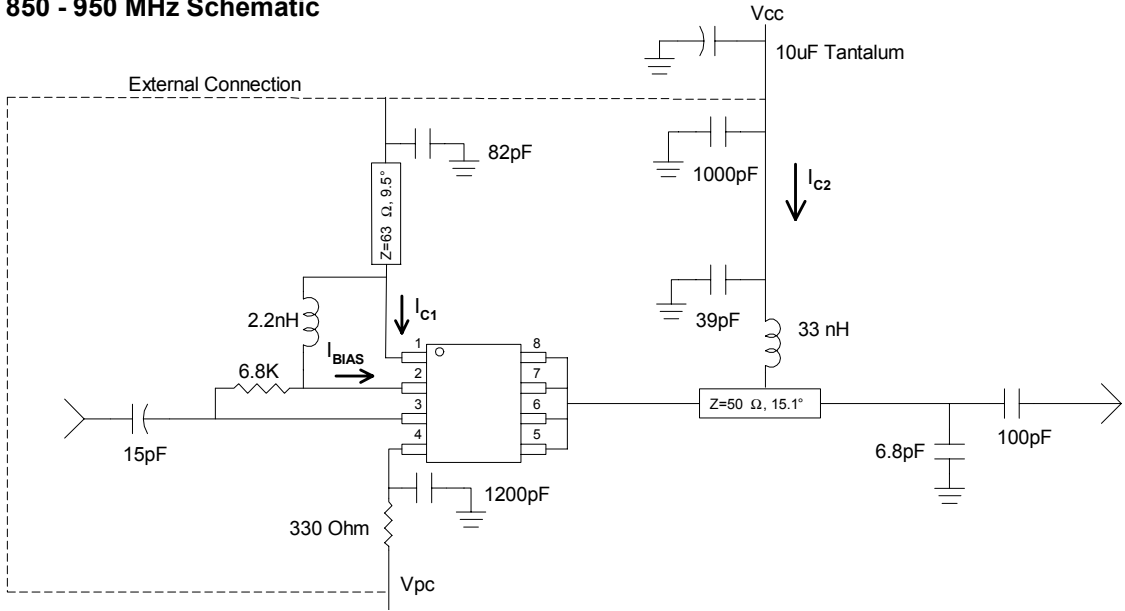 850 - 950 MHz Schematic
Vcc
10uF Tantalum
External Connection
82pF
1000pF
IC2
Z=63 Ω, 9.5°
2.2nH
IC1
39pF
33 nH
IBIAS
6.8K
1
8
2
7
3
6
4
5
Z=50 Ω, 15.1°
15pF
6.8pF
100pF
1200pF
330 Ohm
Vpc